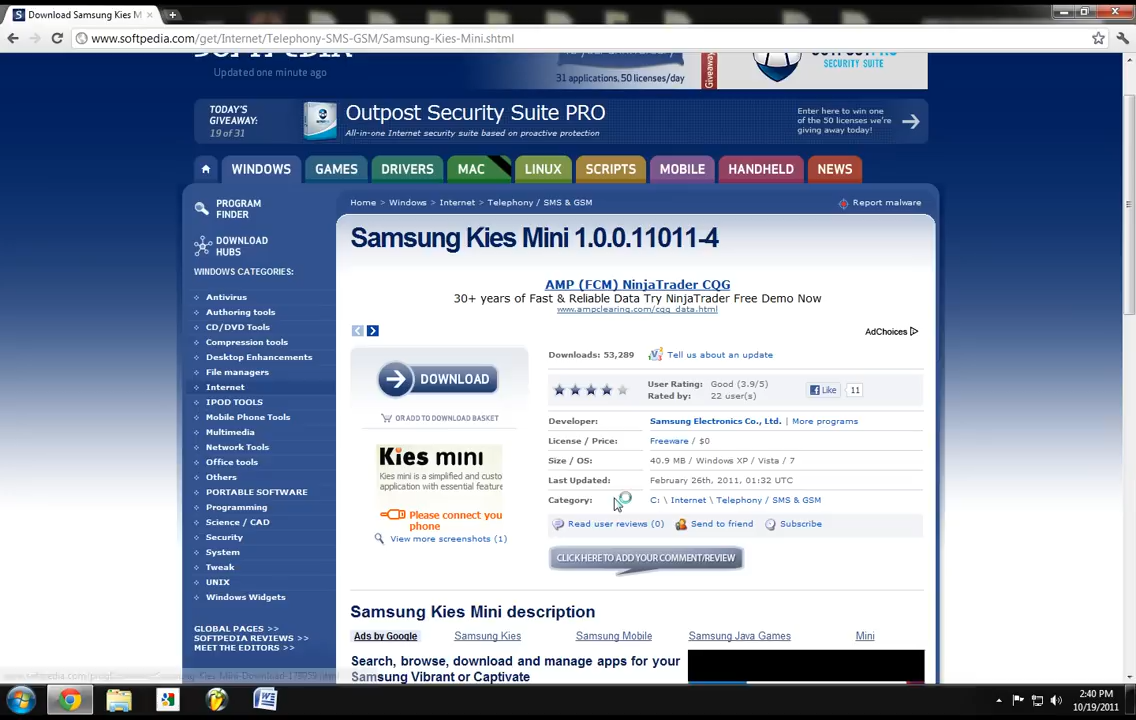 Download Samsung Kies M
www.softpedia.com/get/Internet/Telephony-SMS-GSM/Samsung-Kies-Mini.shtml
SOFTPEDIA
Updated one minute ago
31 applications, 50 licenses/day
Giveaway
SECURITY SUITE
TODAY'S
GIVEAWAY:
19 of 31
Outpost Security Suite PRO
All-in-one Internet security suite based on proactive protection
Enter here to win one
of the 50 licenses we're
giving away today!
WINDOWS
GAMES
DRIVERS
MAC
LINUX
SCRIPTS
MOBILE
HANDHELD
NEWS
PROGRAM
FINDER
DOWNLOAD
HUBS
WINDOWS CATEGORIES:
Antivirus
Authoring tools
CD/DVD Tools
Compression tools
Desktop Enhancements
File managers
Internet
IPOD TOOLS
Mobile Phone Tools
Multimedia
Network Tools
Office tools
Others
PORTABLE SOFTWARE
Programming
Science / CAD
Security
System
Tweak
UNIX
Windows Widgets
GLOBAL PAGES >>
SOFTPEDIA REVIEWS >>
MEET THE EDITORS >>
Home > Windows > Internet > Telephony / SMS & GSM
Report malware
Samsung Kies Mini 1.0.0.11011-4
AMP (FCM) NinjaTrader CQG
30+ years of Fast & Reliable Data Try NinjaTrader Free Demo Now
www.ampclearing.com/cqg_data.html
AdChoices
DOWNLOAD
OR ADD TO DOWNLOAD BASKET
Kies mini
Kies mini is a simplified and custo
application with essential feature
Please connect you
phone
View more screenshots (1)
Downloads: 53,289
Tell us about an update
User Rating: Good (3.9/5)
Rated by: 22 user(s)
Like 11
Developer: Samsung Electronics Co., Ltd. | More programs
License / Price: Freeware / $0
Size / OS: 40.9 MB / Windows XP / Vista / 7
Last Updated: February 26th, 2011, 01:32 UTC
Category: C: \ Internet \ Telephony / SMS & GSM
Read user reviews (0)
Send to friend
Subscribe
CLICK HERE TO ADD YOUR COMMENT/REVIEW
Samsung Kies Mini description
Ads by Google
Samsung Kies
Samsung Mobile
Samsung Java Games
Mini
Search, browse, download and manage apps for your
Samsung Vibrant or Captivate
2:40 PM
10/19/2011